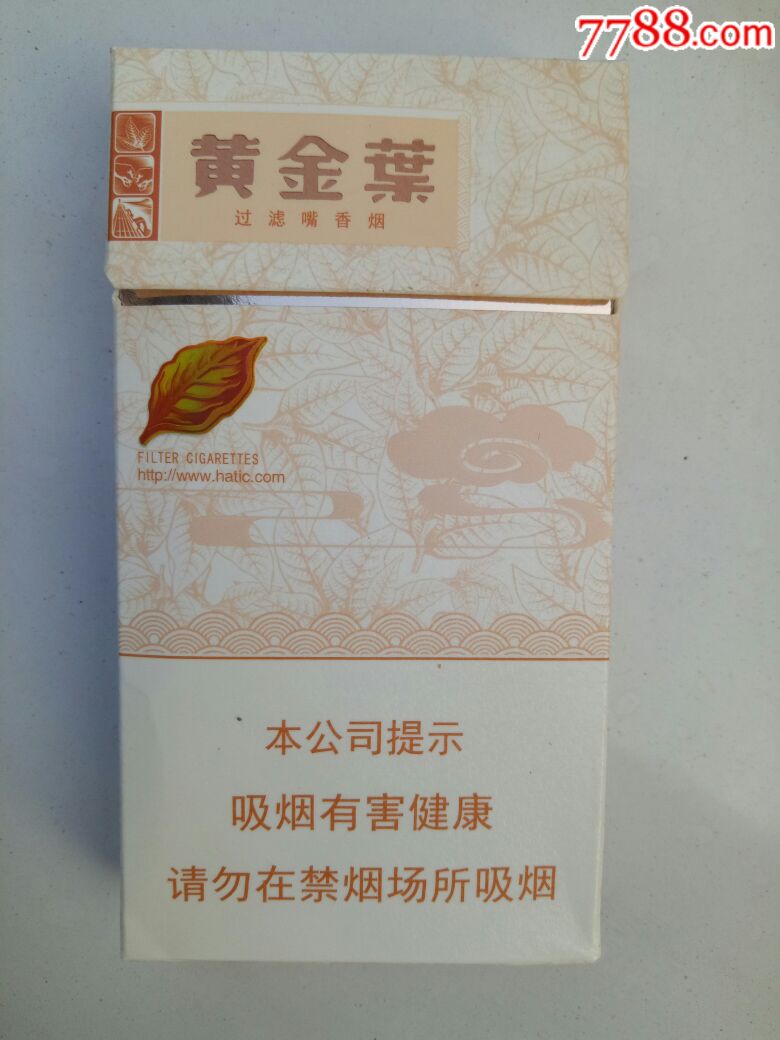 7788.com
黄金葉
过滤嘴香烟
FILTER CIGARETTES
http://www.hatic.com
本公司提示
吸烟有害健康
请勿在禁烟场所吸烟